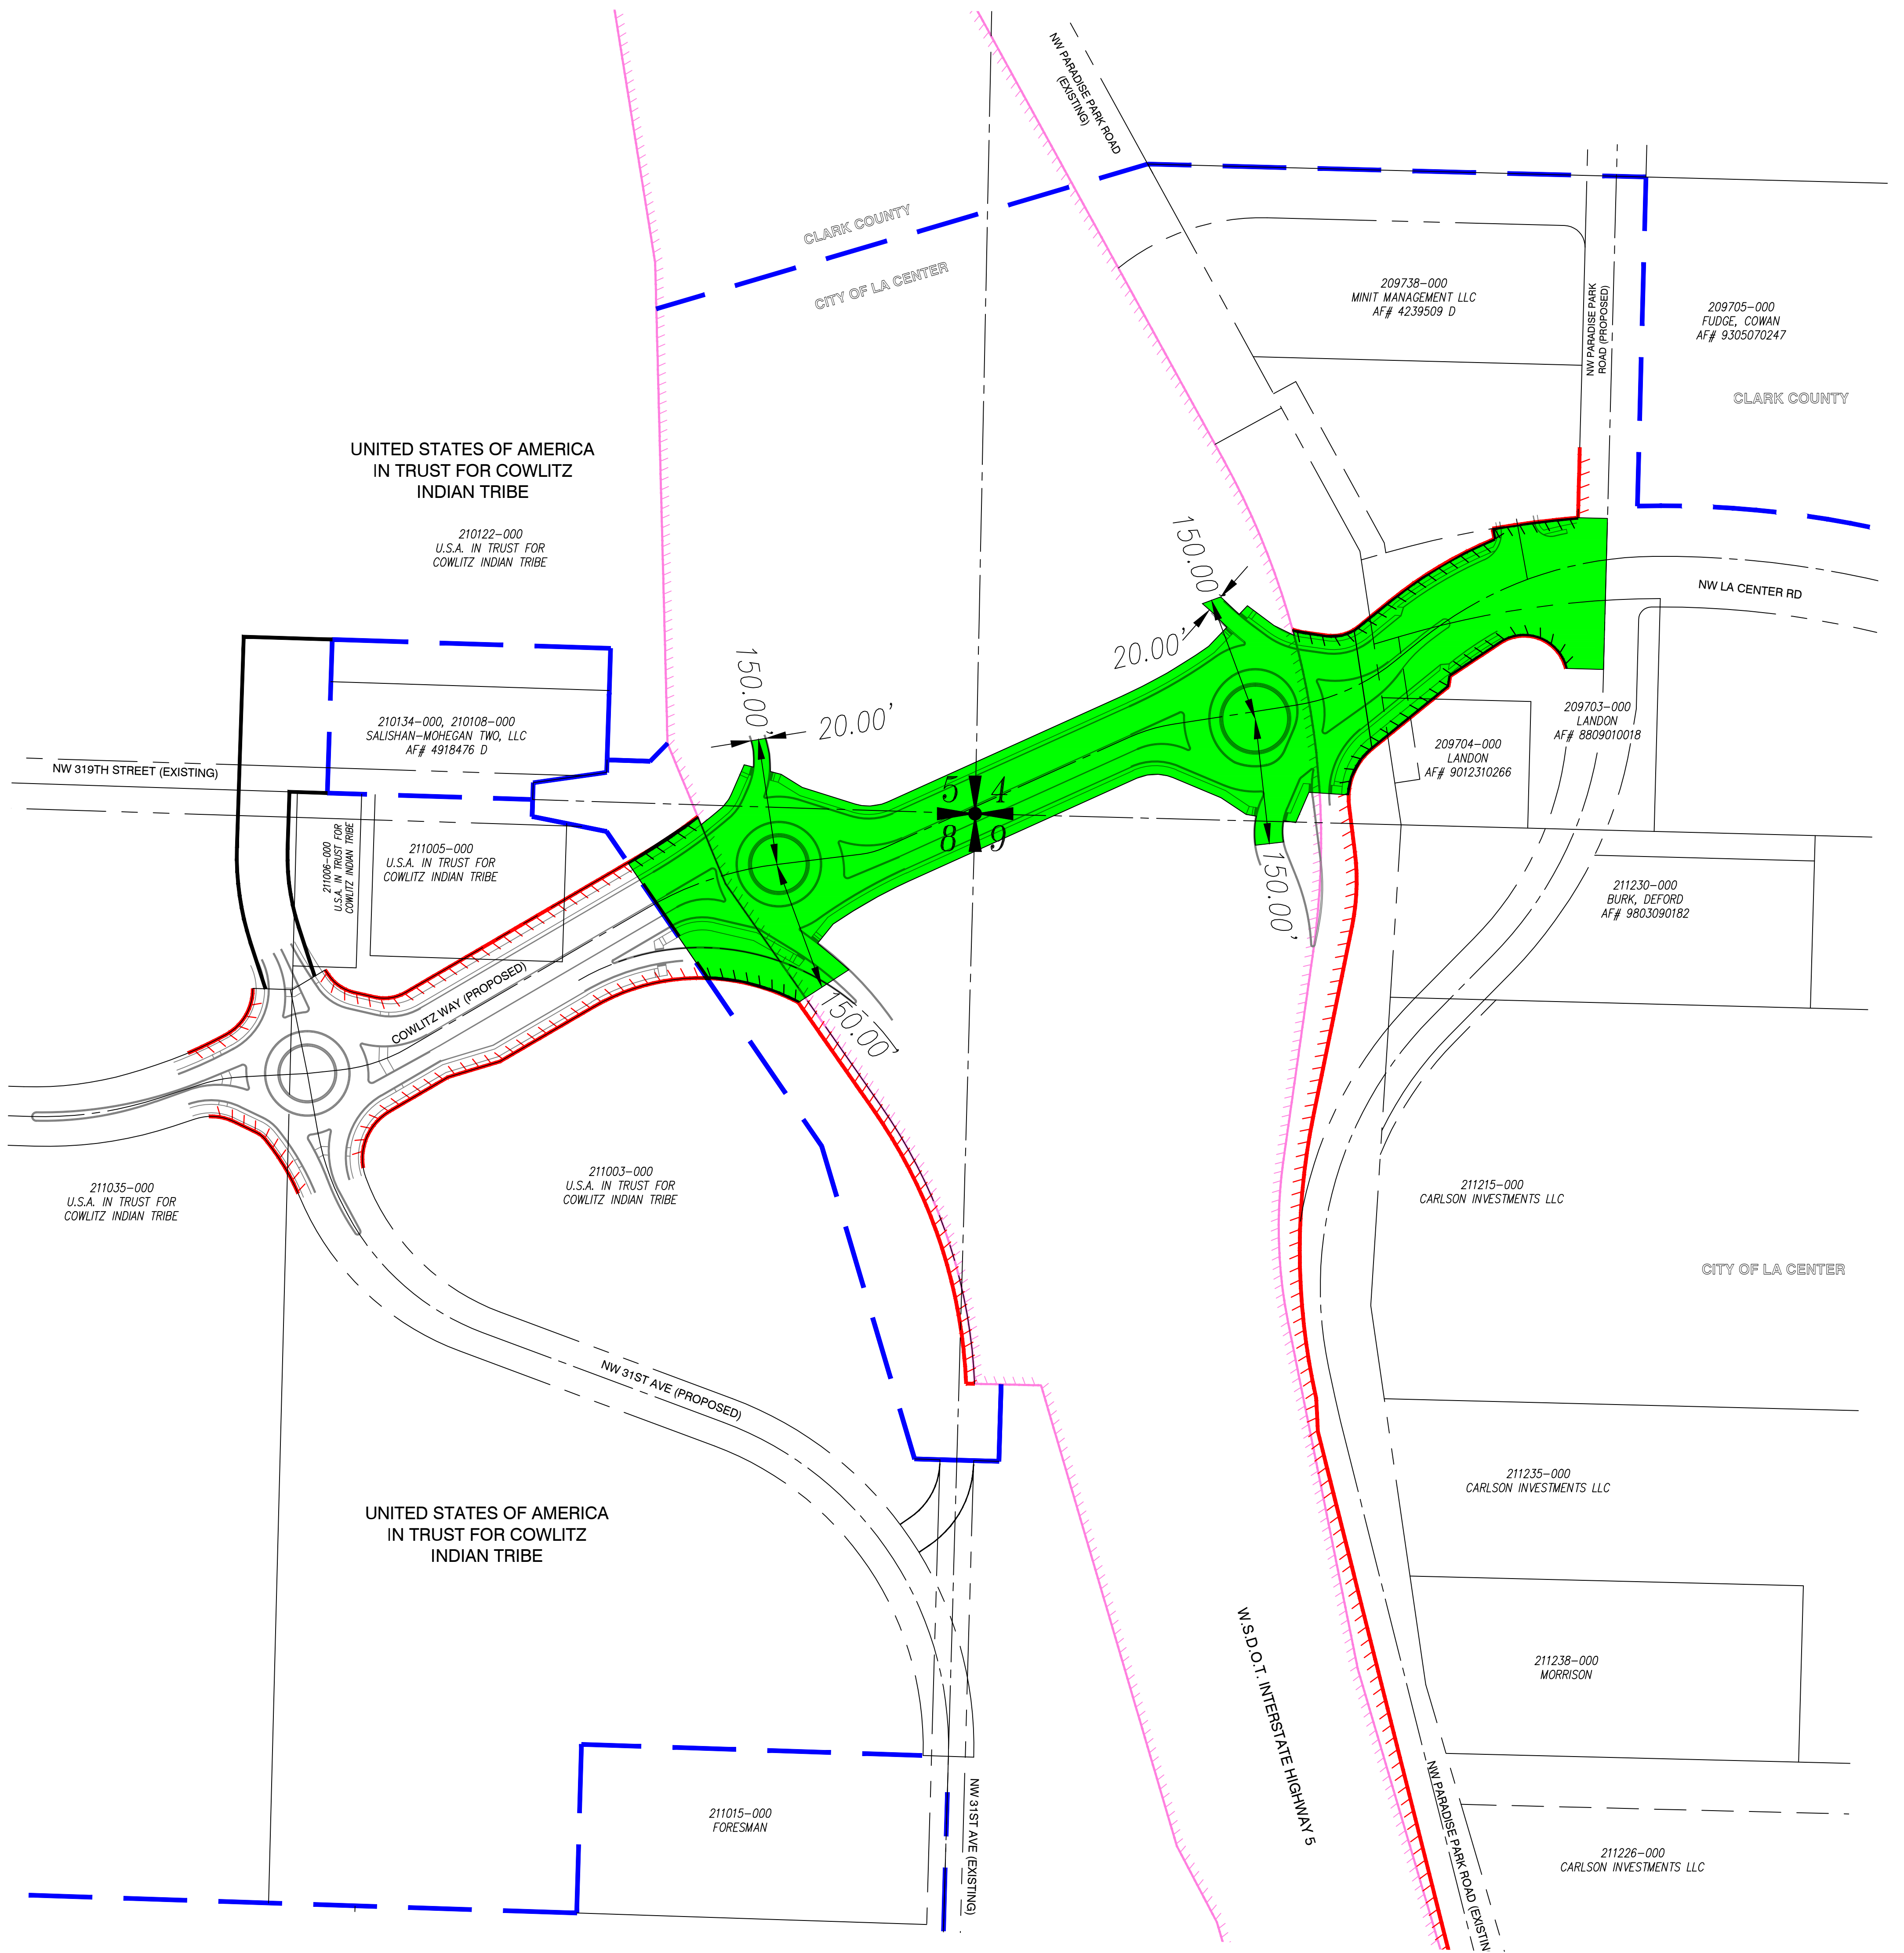 NW PARADISE PARK ROAD
(EXISTING)
CLARK COUNTY
CITY OF LA CENTER
209738-000
MINIT MANAGEMENT LLC
AF# 4239509 D
NW PARADISE PARK
ROAD (PROPOSED)
209705-000
FUDGE, COWAN
AF# 9305070247
CLARK COUNTY
UNITED STATES OF AMERICA
IN TRUST FOR COWLITZ
INDIAN TRIBE
210122-000
U.S.A. IN TRUST FOR
COWLITZ INDIAN TRIBE
150.00'
20.00'
NW LA CENTER RD
150.00'
20.00'
210134-000, 210108-000
SALISHAN-MOHEGAN TWO, LLC
AF# 4918476 D
209703-000
LANDON
AF# 8809010018
209704-000
LANDON
AF# 9012310266
NW 319TH STREET (EXISTING)
5 4
8 9
211006-000
U.S.A. IN TRUST FOR
COWLITZ INDIAN TRIBE
211005-000
U.S.A. IN TRUST FOR
COWLITZ INDIAN TRIBE
150.00'
211230-000
BURK, DEFORD
AF# 9803090182
COWLITZ WAY (PROPOSED)
150.00'
211035-000
U.S.A. IN TRUST FOR
COWLITZ INDIAN TRIBE
211003-000
U.S.A. IN TRUST FOR
COWLITZ INDIAN TRIBE
211215-000
CARLSON INVESTMENTS LLC
CITY OF LA CENTER
NW 31ST AVE (PROPOSED)
211235-000
CARLSON INVESTMENTS LLC
UNITED STATES OF AMERICA
IN TRUST FOR COWLITZ
INDIAN TRIBE
W.S.D.O.T. INTERSTATE HIGHWAY 5
211238-000
MORRISON
211015-000
FORESMAN
NW 31ST AVE (EXISTING)
NW PARADISE PARK ROAD (EXISTIN
211226-000
CARLSON INVESTMENTS LLC